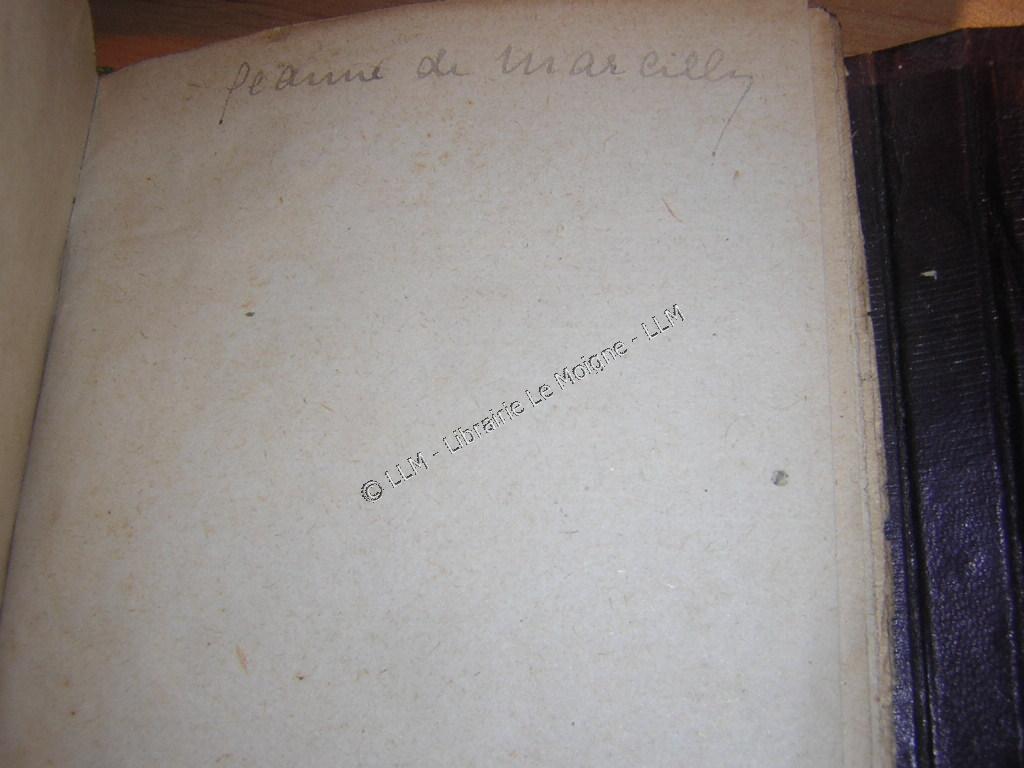 Jeanne de Marcilly
© LLM - Librairie Le Moigne - LLM